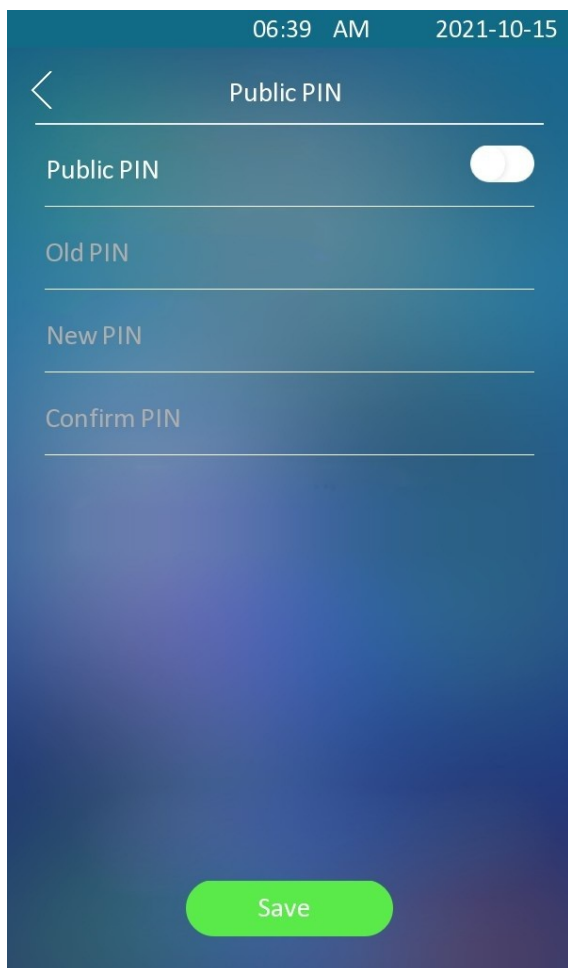 06:39 AM 2021-10-15
Public PIN
Public PIN
Old PIN
New PIN
Confirm PIN
Save